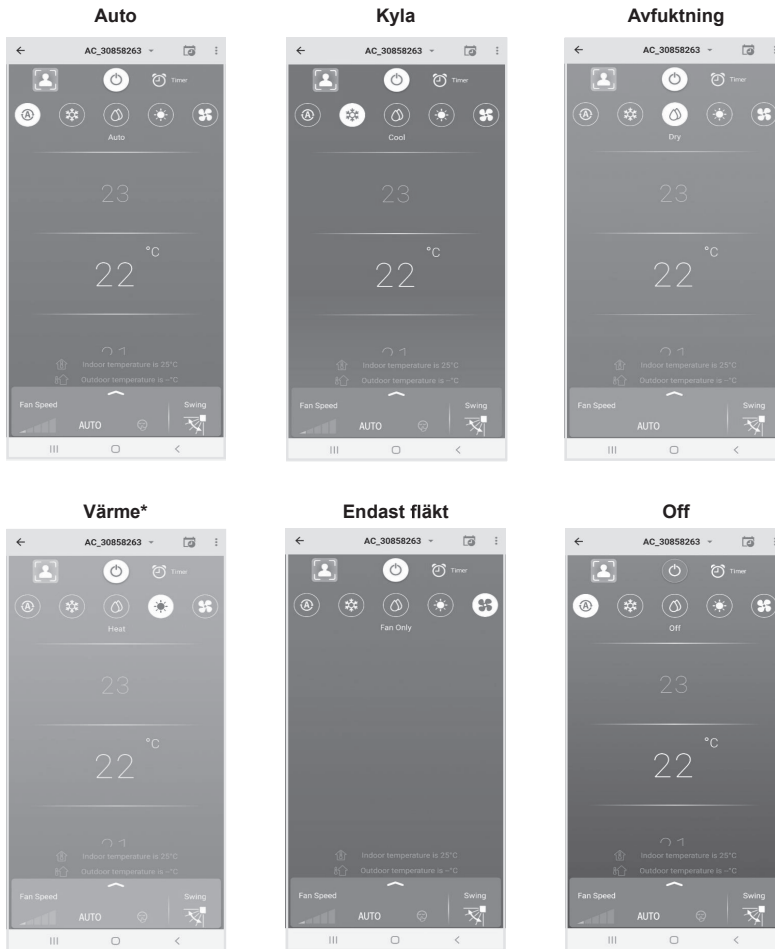 Auto
AC_30858263
Timer
Auto
23
22 °C
21
Indoor temperature is 25°C
Outdoor temperature is --°C
Fan Speed Swing
AUTO
Kyla
AC_30858263
Timer
Cool
23
22 °C
21
Indoor temperature is 25°C
Outdoor temperature is --°C
Fan Speed Swing
AUTO
Avfuktning
AC_30858263
Timer
Dry
23
22 °C
21
Indoor temperature is 25°C
Outdoor temperature is --°C
Fan Speed Swing
AUTO
Värme*
AC_30858263
Timer
Heat
23
22 °C
21
Indoor temperature is 25°C
Outdoor temperature is --°C
Fan Speed Swing
AUTO
Endast fläkt
AC_30858263
Timer
Fan Only
Indoor temperature is 25°C
Outdoor temperature is --°C
Fan Speed Swing
AUTO
Off
AC_30858263
Timer
Off
23
22 °C
21
Indoor temperature is 25°C
Outdoor temperature is --°C
Fan Speed Swing
AUTO